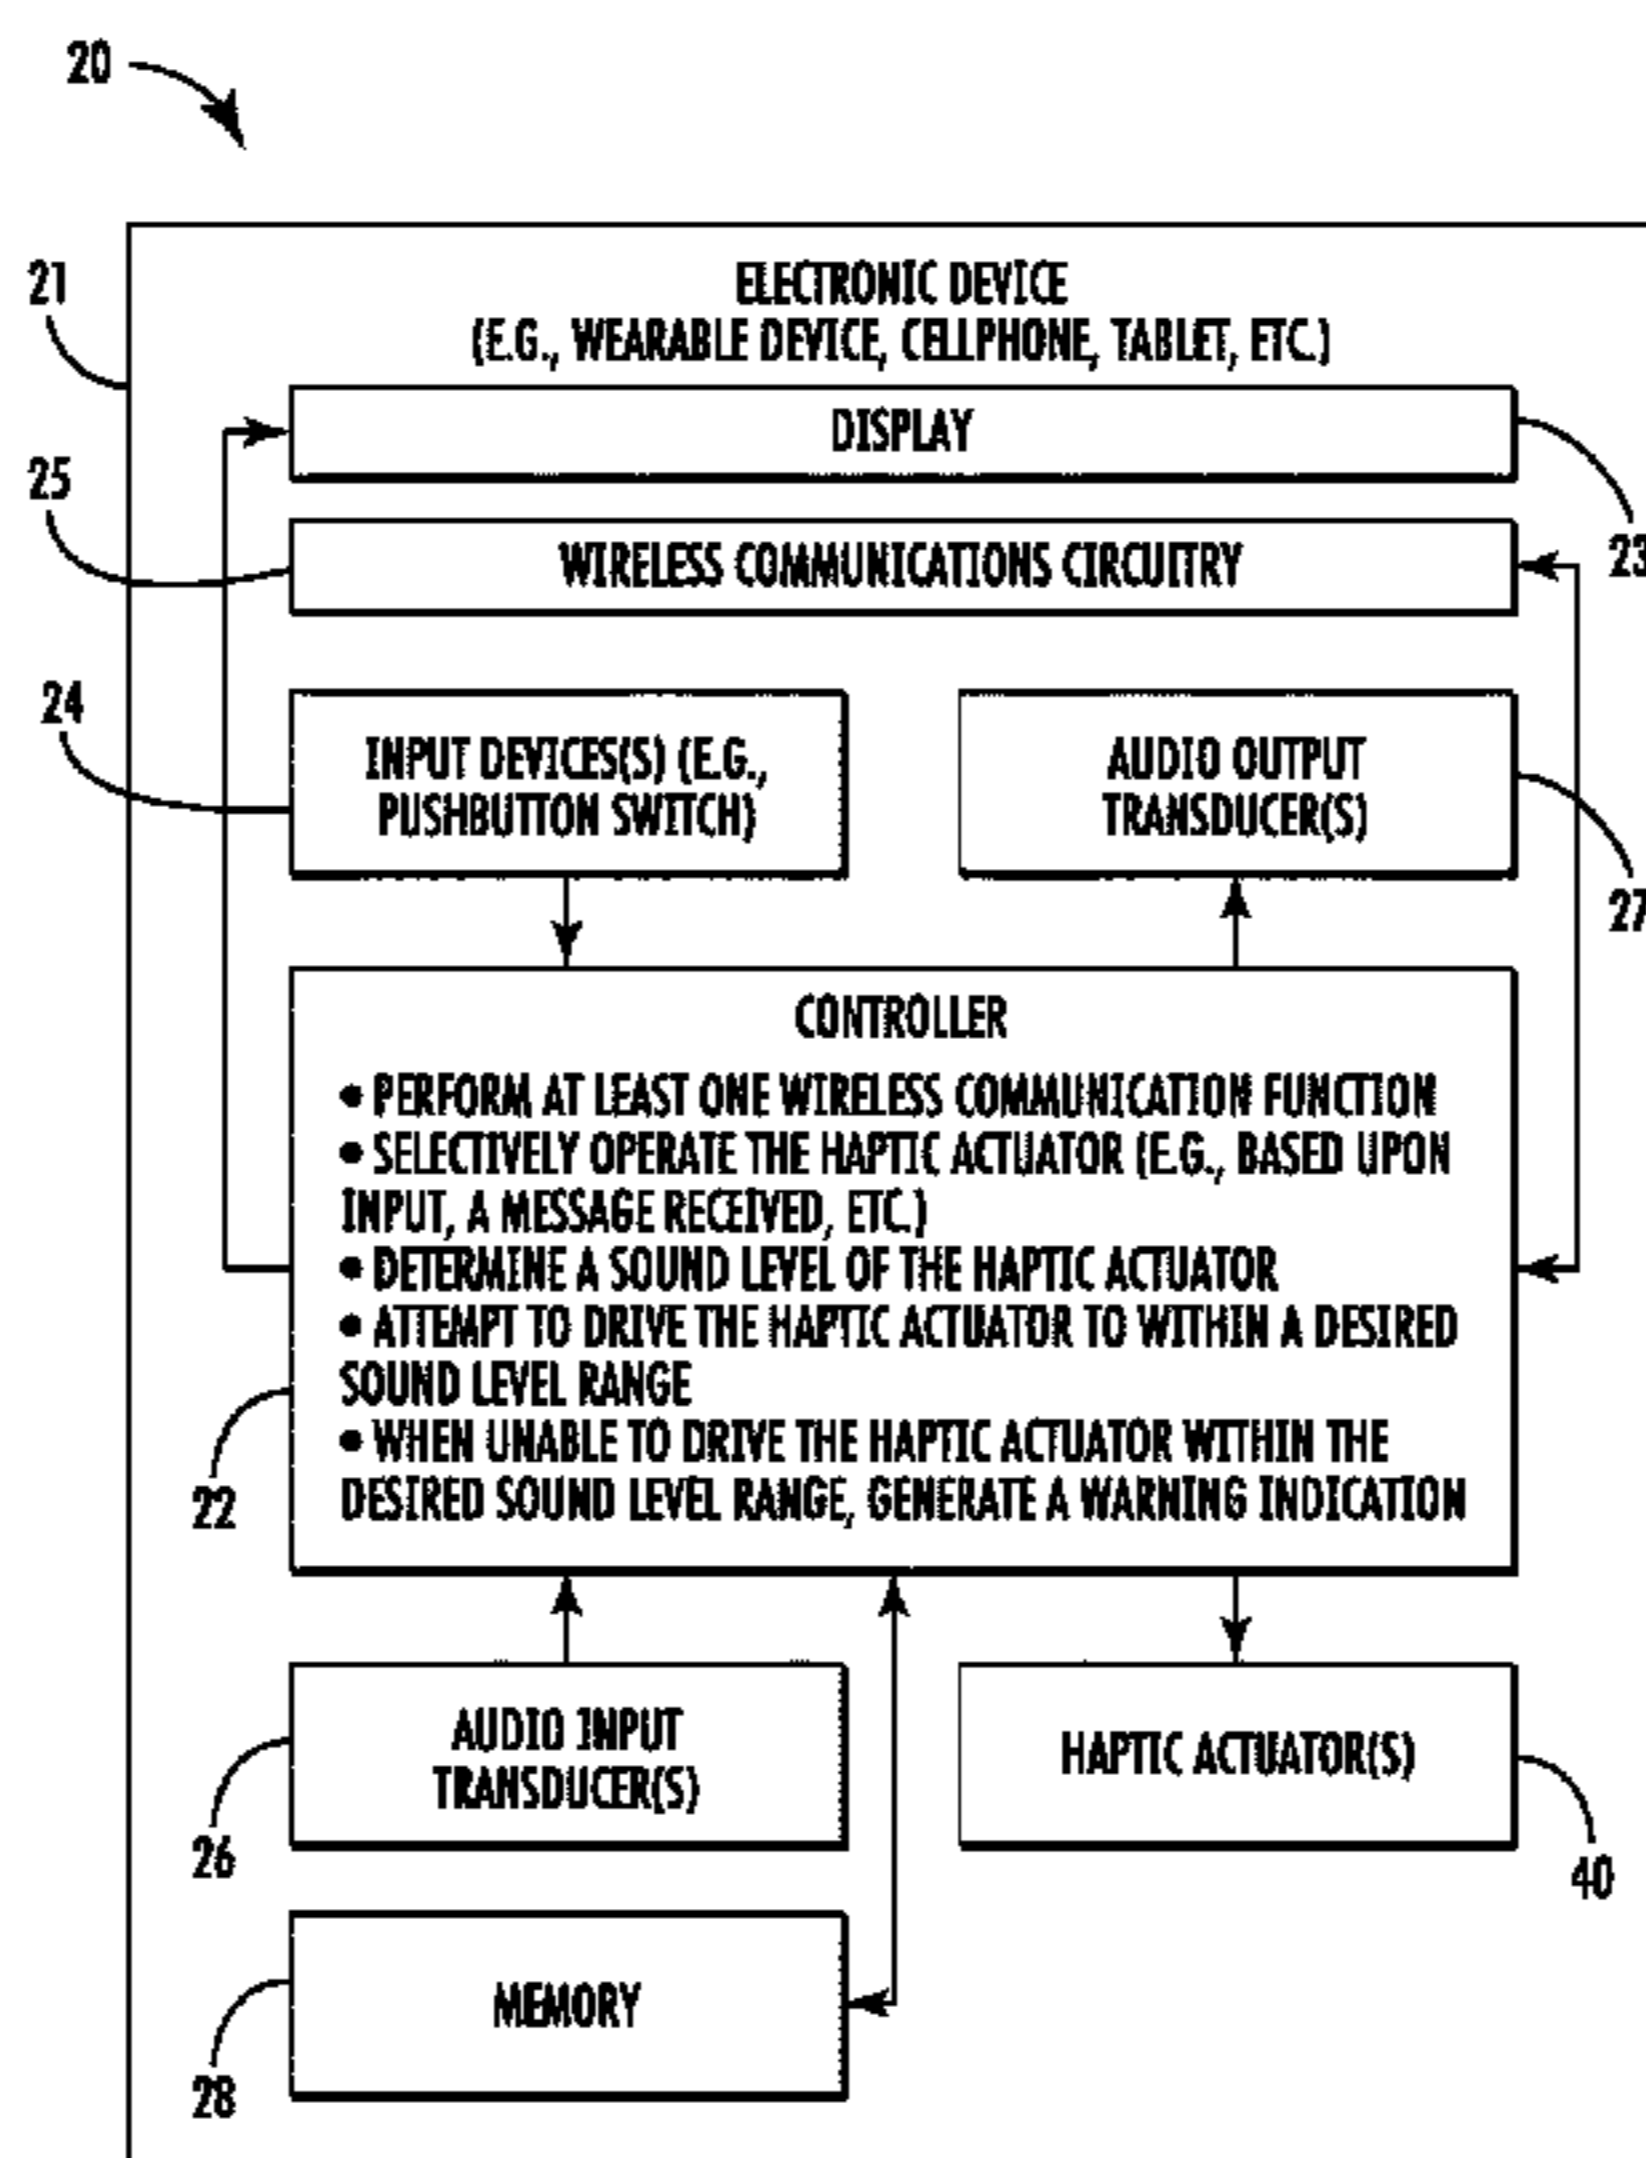 20
21
ELECTRONIC DEVICE
(E.G., WEARABLE DEVICE, CELLPHONE, TABLET, ETC.)
DISPLAY
25
WIRELESS COMMUNICATIONS CIRCUITRY
23
24
INPUT DEVICES(S) (E.G.,
PUSHBUTTON SWITCH)
AUDIO OUTPUT
TRANSDUCER(S)
27
CONTROLLER
• PERFORM AT LEAST ONE WIRELESS COMMUNICATION FUNCTION
• SELECTIVELY OPERATE THE HAPTIC ACTUATOR (E.G., BASED UPON
INPUT, A MESSAGE RECEIVED, ETC.)
• DETERMINE A SOUND LEVEL OF THE HAPTIC ACTUATOR
• ATTEMPT TO DRIVE THE HAPTIC ACTUATOR TO WITHIN A DESIRED
SOUND LEVEL RANGE
• WHEN UNABLE TO DRIVE THE HAPTIC ACTUATOR WITHIN THE
DESIRED SOUND LEVEL RANGE, GENERATE A WARNING INDICATION
22
AUDIO INPUT
TRANSDUCER(S)
HAPTIC ACTUATOR(S)
26
40
MEMORY
28